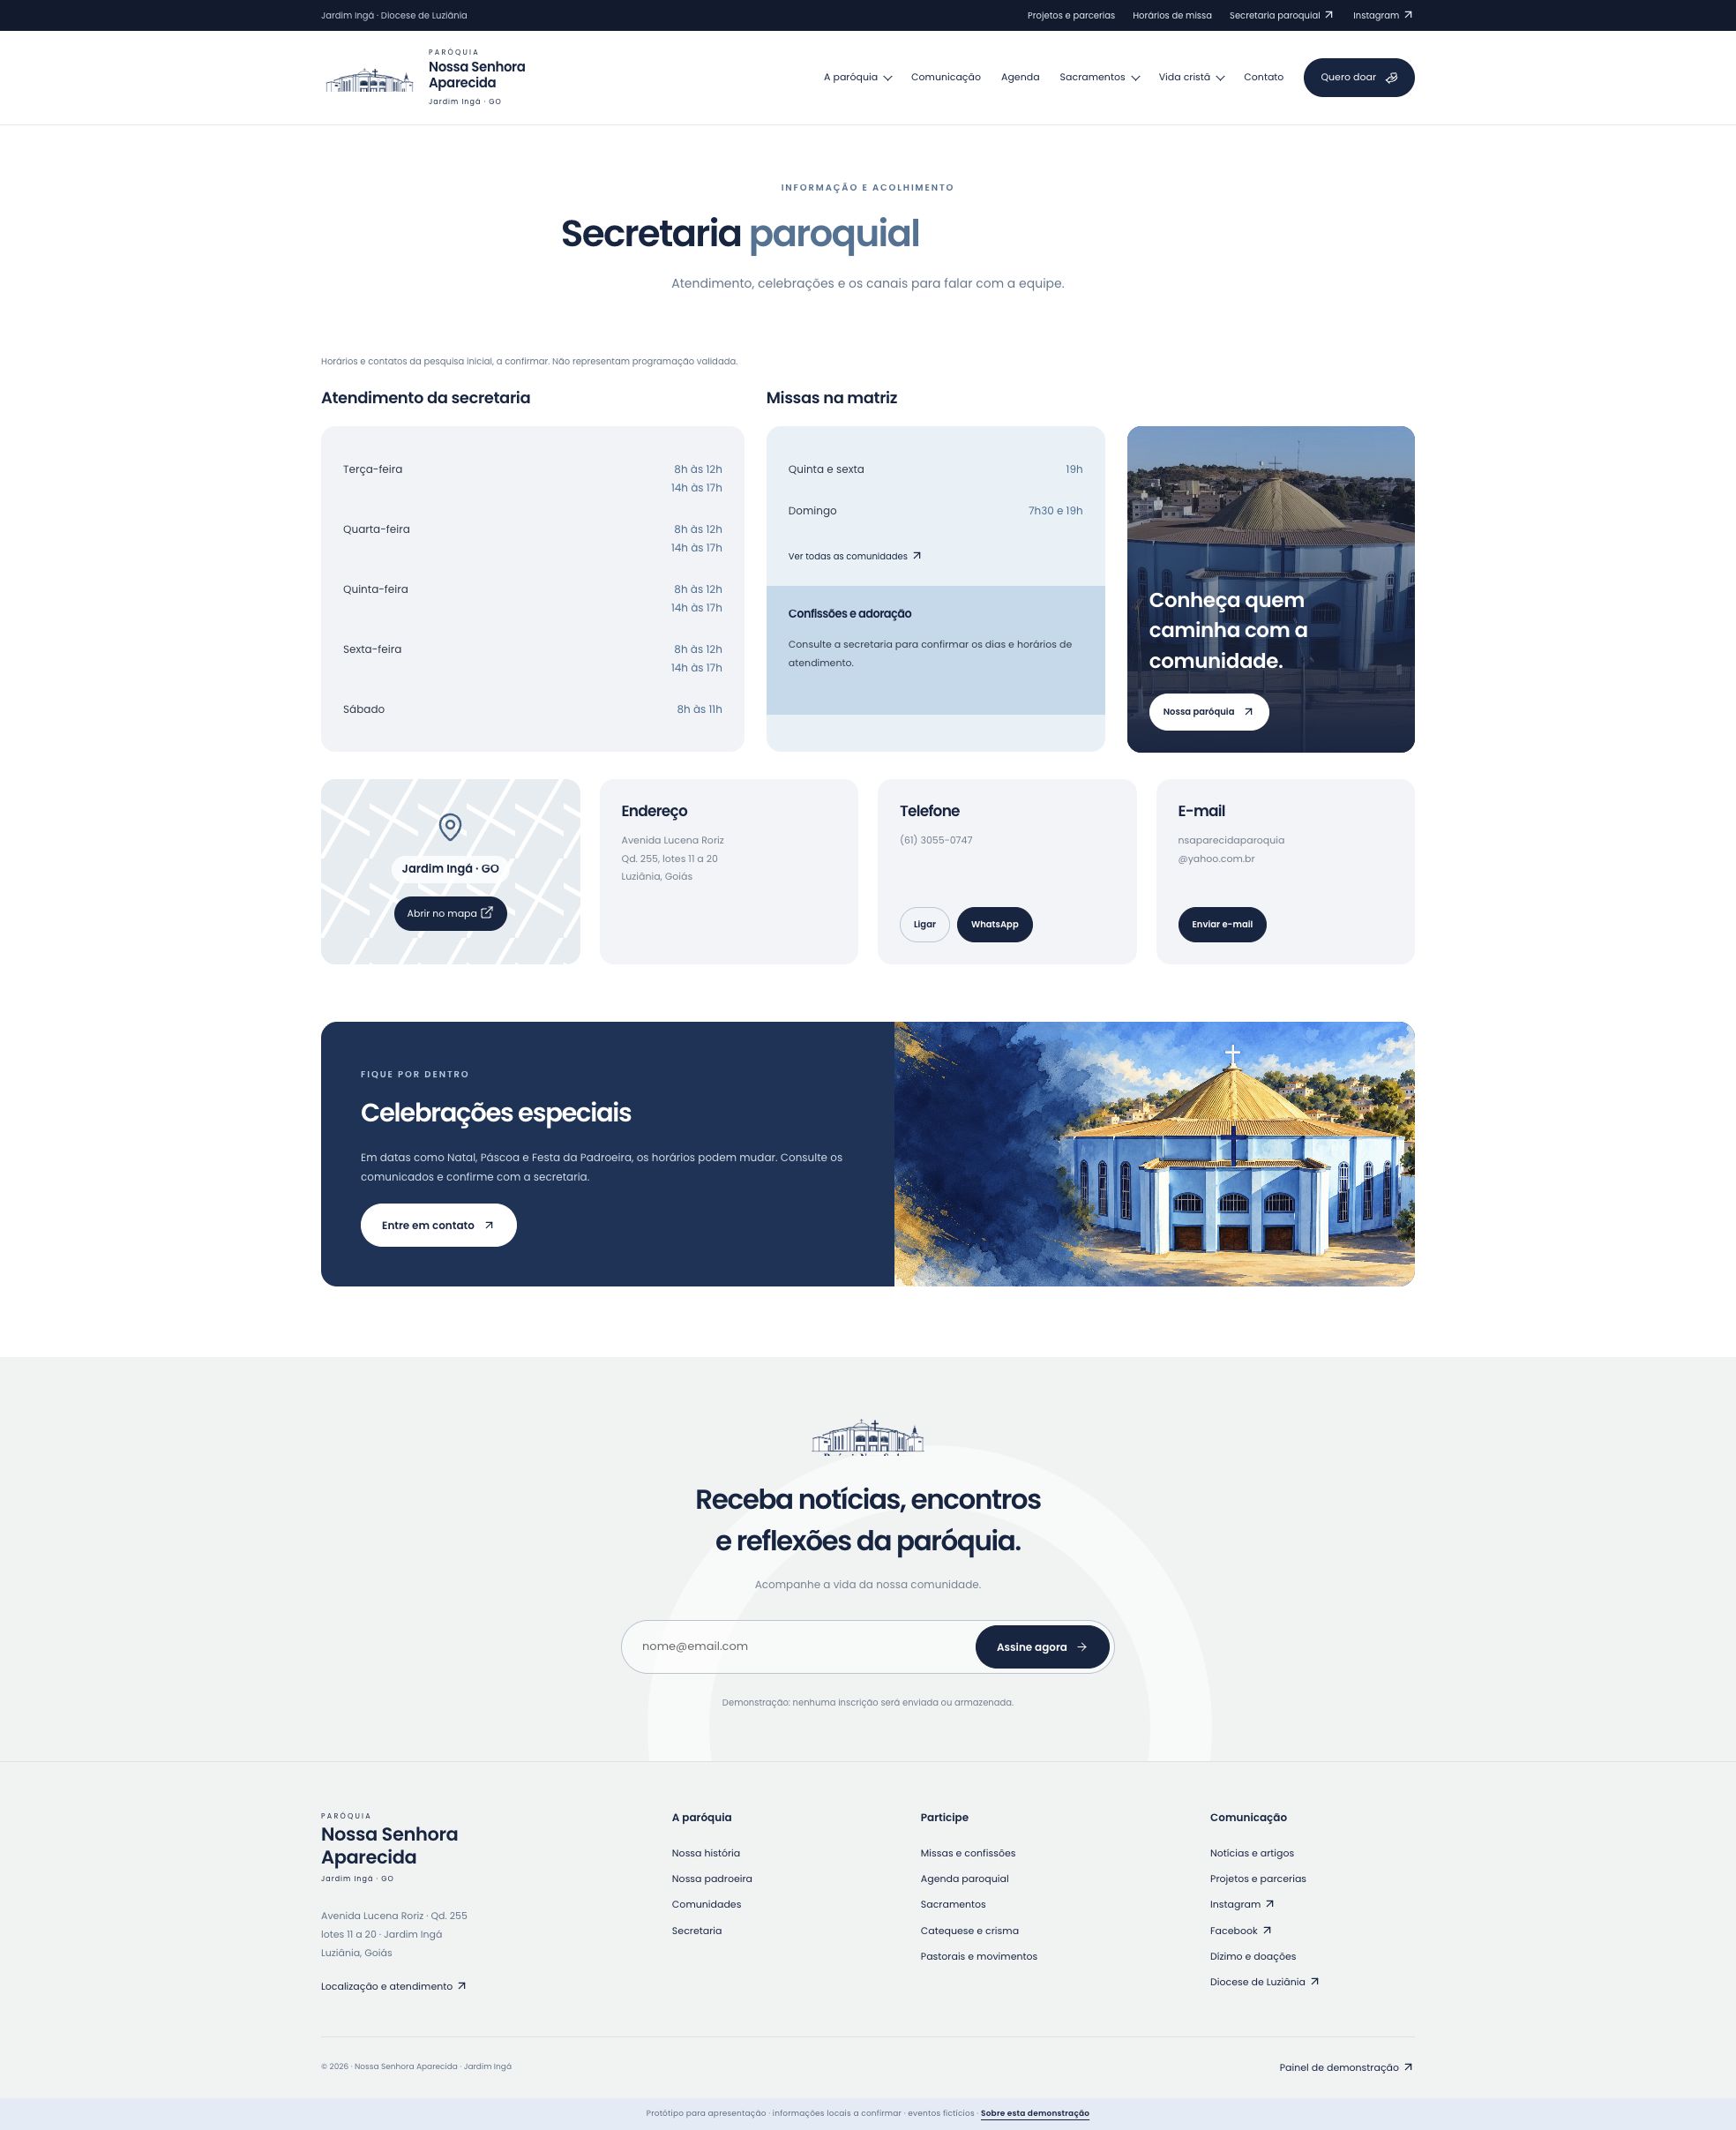 Jardim Ingá · Diocese de Luziânia
Projetos e parcerias
Horários de missa
Secretaria paroquial
Instagram
PARÓQUIA
Nossa Senhora
Aparecida
Jardim Ingá · GO
A paróquia
Comunicação
Agenda
Sacramentos
Vida cristã
Contato
Quero doar
INFORMAÇÃO E ACOLHIMENTO
Secretaria paroquial
Atendimento, celebrações e os canais para falar com a equipe.
Horários e contatos da pesquisa inicial, a confirmar. Não representam programação validada.
Atendimento da secretaria
Terça-feira
8h às 12h
14h às 17h
Quarta-feira
8h às 12h
14h às 17h
Quinta-feira
8h às 12h
14h às 17h
Sexta-feira
8h às 12h
14h às 17h
Sábado
8h às 11h
Missas na matriz
Quinta e sexta
19h
Domingo
7h30 e 19h
Ver todas as comunidades
Confissões e adoração
Consulte a secretaria para confirmar os dias e horários de
atendimento.
Conheça quem
caminha com a
comunidade.
Nossa paróquia
Jardim Ingá · GO
Abrir no mapa
Endereço
Avenida Lucena Roriz
Qd. 255, lotes 11 a 20
Luziânia, Goiás
Telefone
(61) 3055-0747
Ligar
WhatsApp
E-mail
nsaparecidaparoquia
@yahoo.com.br
Enviar e-mail
FIQUE POR DENTRO
Celebrações especiais
Em datas como Natal, Páscoa e Festa da Padroeira, os horários podem mudar. Consulte os
comunicados e confirme com a secretaria.
Entre em contato
Receba notícias, encontros
e reflexões da paróquia.
Acompanhe a vida da nossa comunidade.
nome@email.com
Assine agora
Demonstração: nenhuma inscrição será enviada ou armazenada.
PARÓQUIA
Nossa Senhora
Aparecida
Jardim Ingá · GO
Avenida Lucena Roriz · Qd. 255
lotes 11 a 20 · Jardim Ingá
Luziânia, Goiás
Localização e atendimento
A paróquia
Nossa história
Nossa padroeira
Comunidades
Secretaria
Participe
Missas e confissões
Agenda paroquial
Sacramentos
Catequese e crisma
Pastorais e movimentos
Comunicação
Notícias e artigos
Projetos e parcerias
Instagram
Facebook
Dízimo e doações
Diocese de Luziânia
© 2026 · Nossa Senhora Aparecida · Jardim Ingá
Painel de demonstração
Protótipo para apresentação · informações locais a confirmar · eventos fictícios · Sobre esta demonstração